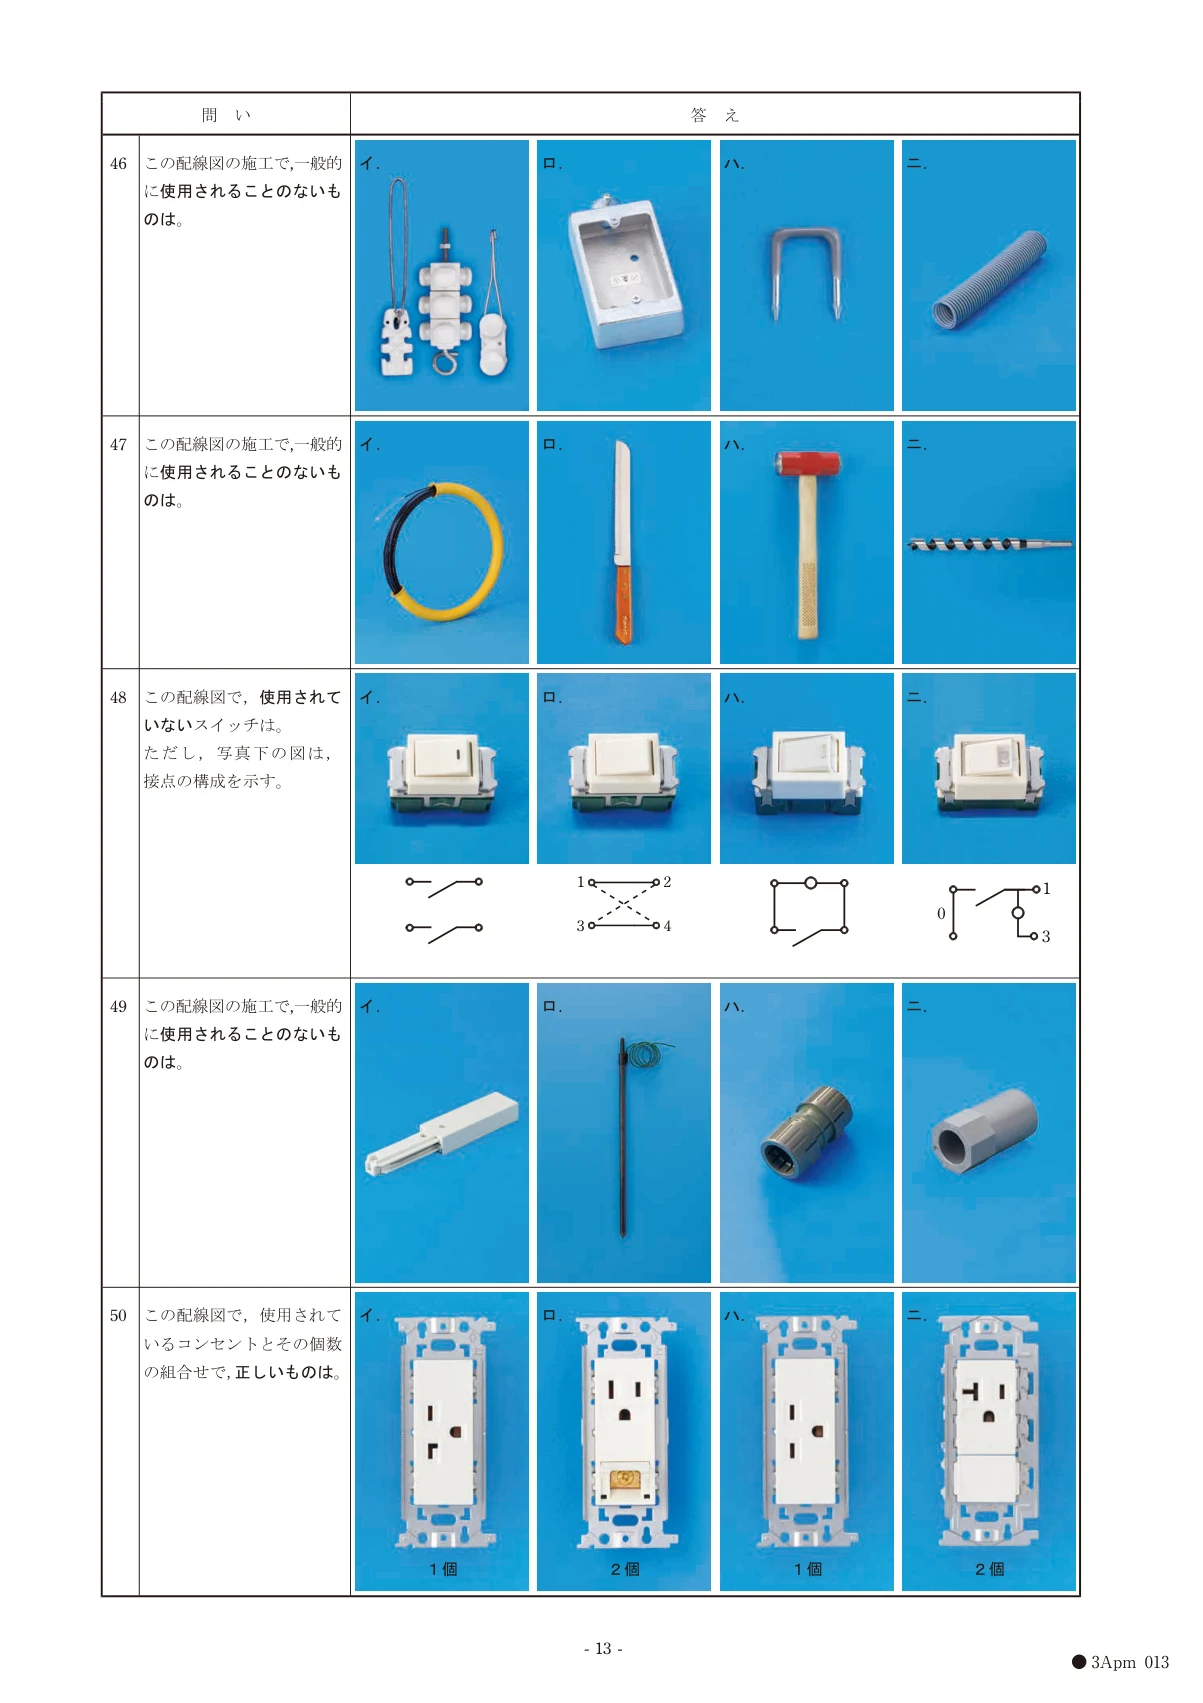 問　い
答　え
46
この配線図の施工で，一般的
に使用されることのないも
のは。
イ．
ロ．
ハ．
ニ．
47
この配線図の施工で，一般的
に使用されることのないも
のは。
イ．
ロ．
ハ．
ニ．
48
この配線図で，使用されて
いないスイッチは。
ただし，写真下の図は，
接点の構成を示す。
イ．
ロ．
ハ．
ニ．
1 2
3 4
0 1
3
49
この配線図の施工で，一般的
に使用されることのないも
のは。
イ．
ロ．
ハ．
ニ．
50
この配線図で，使用されて
いるコンセントとその個数
の組合せで，正しいものは。
イ．
1個
ロ．
2個
ハ．
1個
ニ．
2個
- 13 -
●3Apm 013